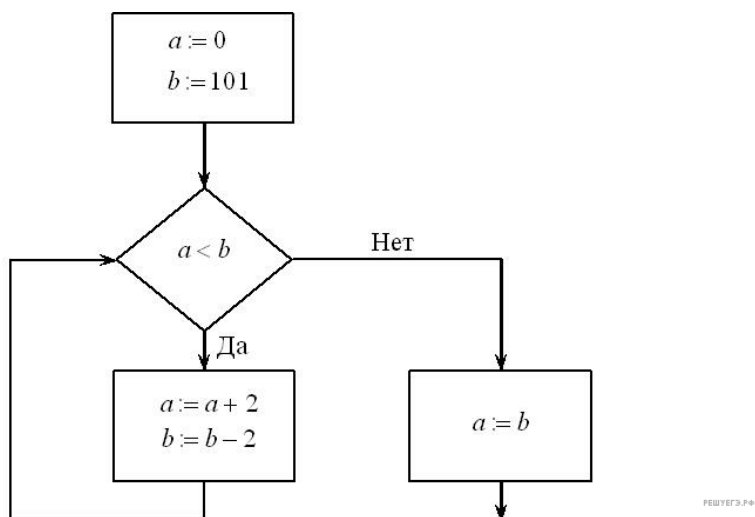 a := 0
b := 101
a < b
Нет
Да
a := a + 2
b := b − 2
a := b
РЕШУЕГЭ.РФ